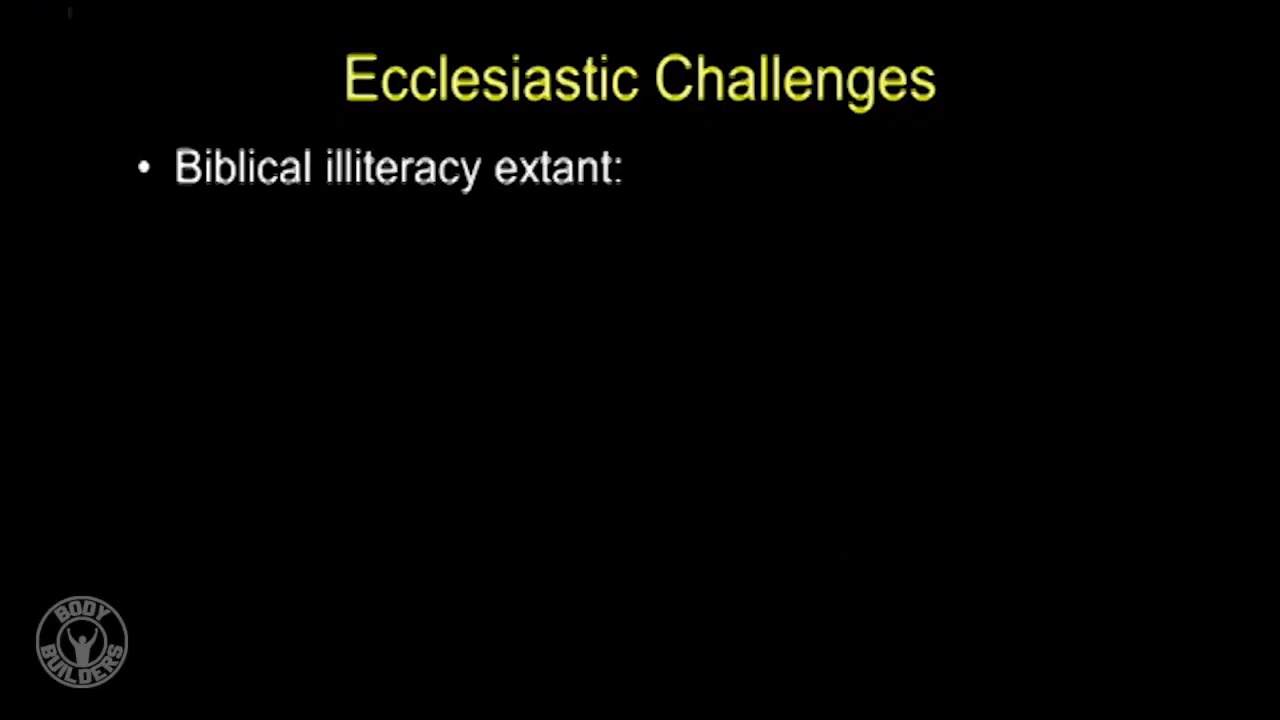 Ecclesiastic Challenges
• Biblical illiteracy extant:
BODY
BUILDERS